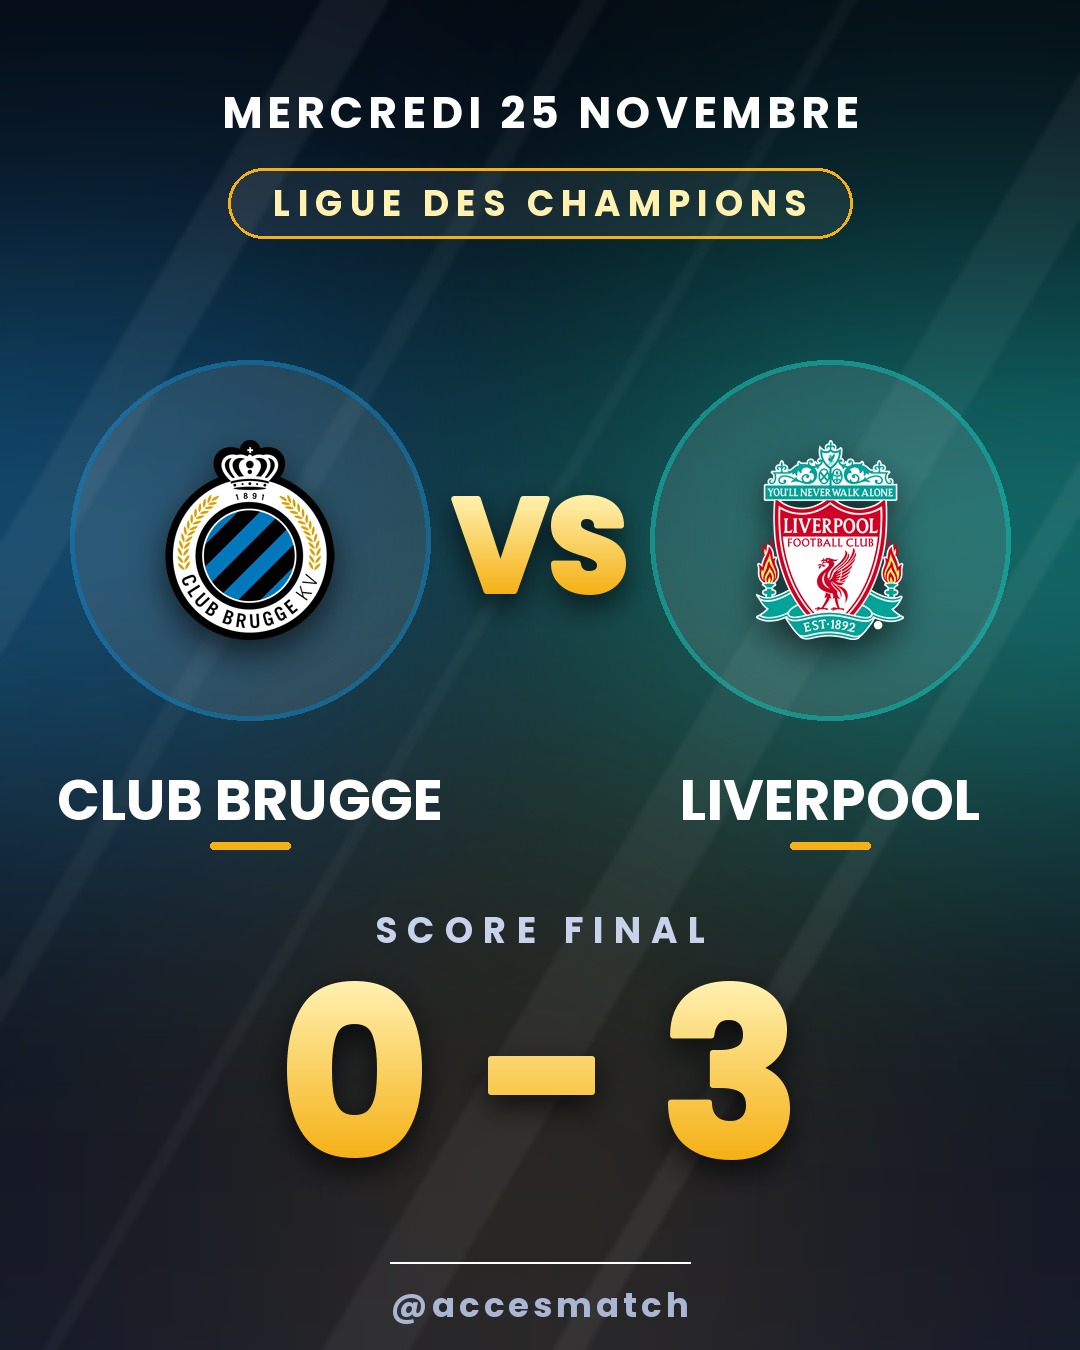 MERCREDI 25 NOVEMBRE
LIGUE DES CHAMPIONS
1891
CLUB BRUGGE KV
VS
YOU'LL NEVER WALK ALONE
LIVERPOOL
FOOTBALL CLUB
EST·1892
CLUB BRUGGE
LIVERPOOL
SCORE FINAL
0 – 3
@accesmatch